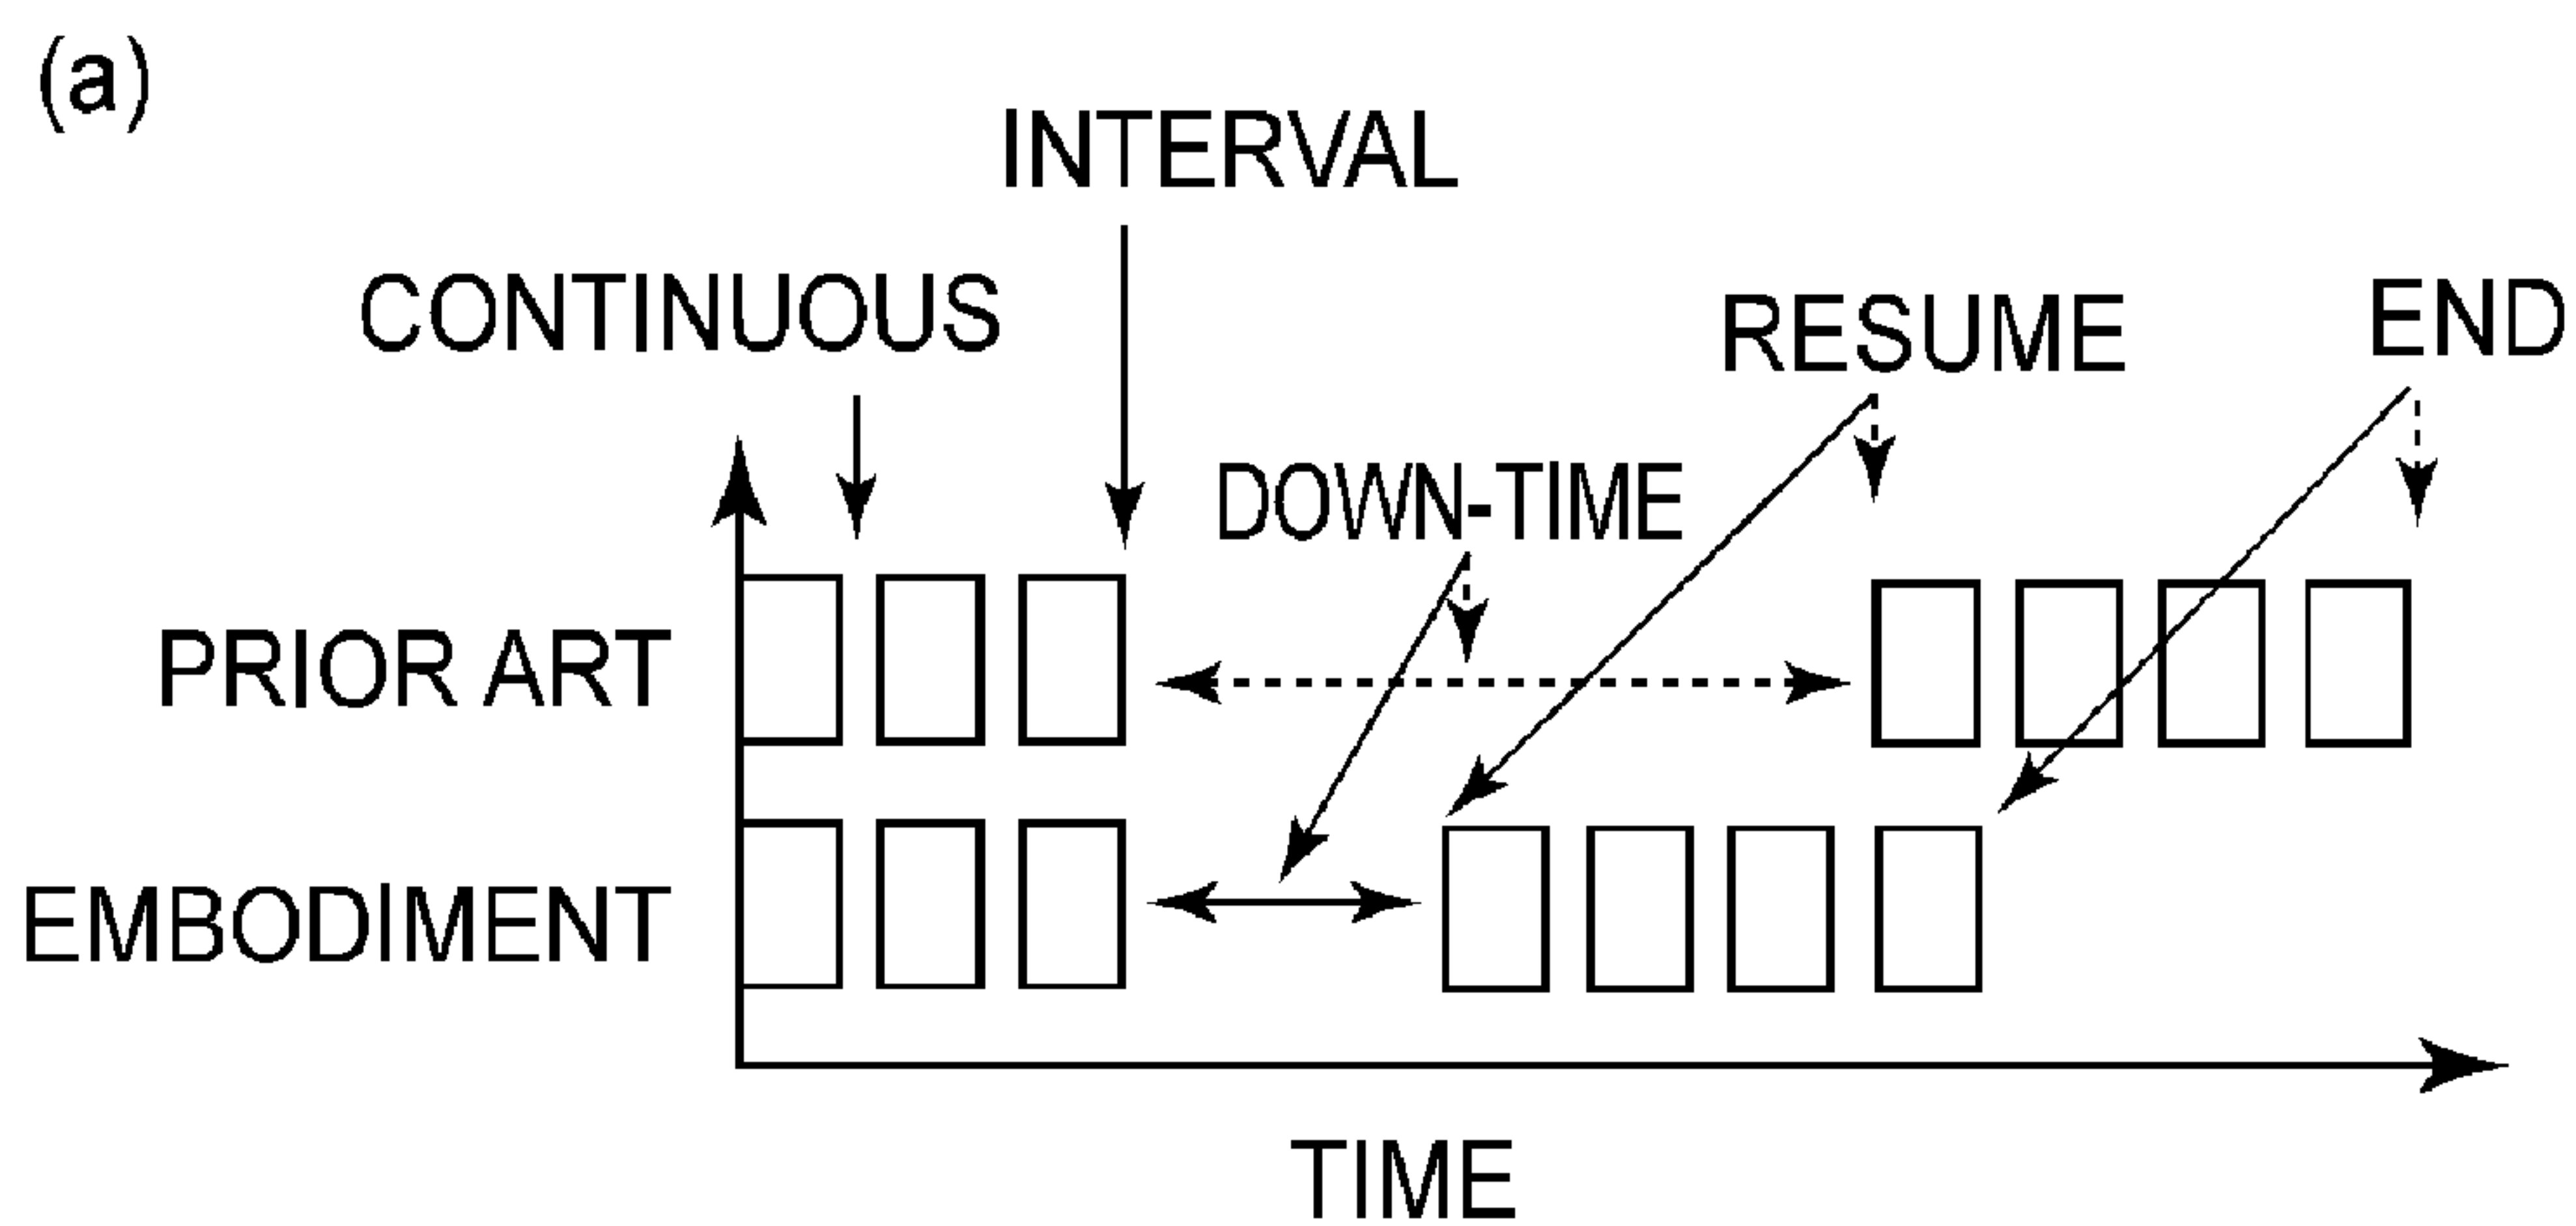 (a)
INTERVAL
CONTINUOUS
RESUME
END
DOWN-TIME
PRIOR ART
EMBODIMENT
TIME